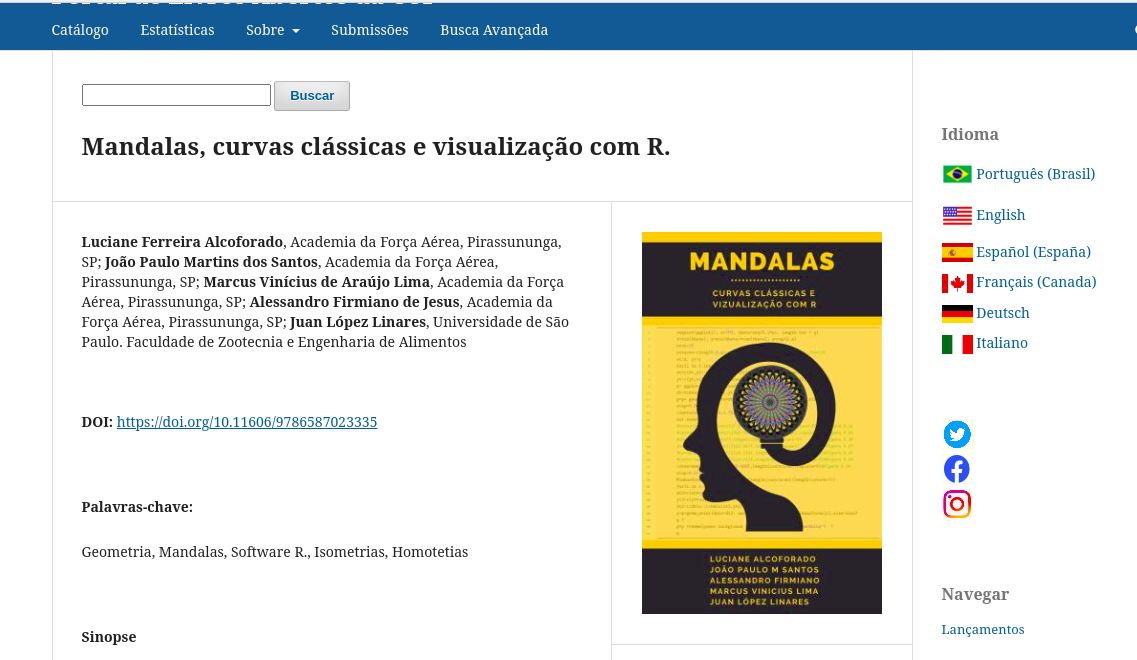 Catálogo
Estatísticas
Sobre
Submissões
Busca Avançada
Buscar
Mandalas, curvas clássicas e visualização com R.
Luciane Ferreira Alcoforado, Academia da Força Aérea, Pirassununga,
SP; João Paulo Martins dos Santos, Academia da Força Aérea,
Pirassununga, SP; Marcus Vinícius de Araújo Lima, Academia da Força
Aérea, Pirassununga, SP; Alessandro Firmiano de Jesus, Academia da
Força Aérea, Pirassununga, SP; Juan López Linares, Universidade de São
Paulo. Faculdade de Zootecnia e Engenharia de Alimentos
DOI: https://doi.org/10.11606/9786587023335
Palavras-chave:
Geometria, Mandalas, Software R., Isometrias, Homotetias
Sinopse
MANDALAS
CURVAS CLÁSSICAS E
VIZUALIZAÇÃO COM R
LUCIANE ALCOFORADO
JOÃO PAULO M SANTOS
ALESSANDRO FIRMIANO
MARCUS VINICIUS LIMA
JUAN LÓPEZ LINARES
Idioma
Português (Brasil)
English
Español (España)
Français (Canada)
Deutsch
Italiano
Navegar
Lançamentos